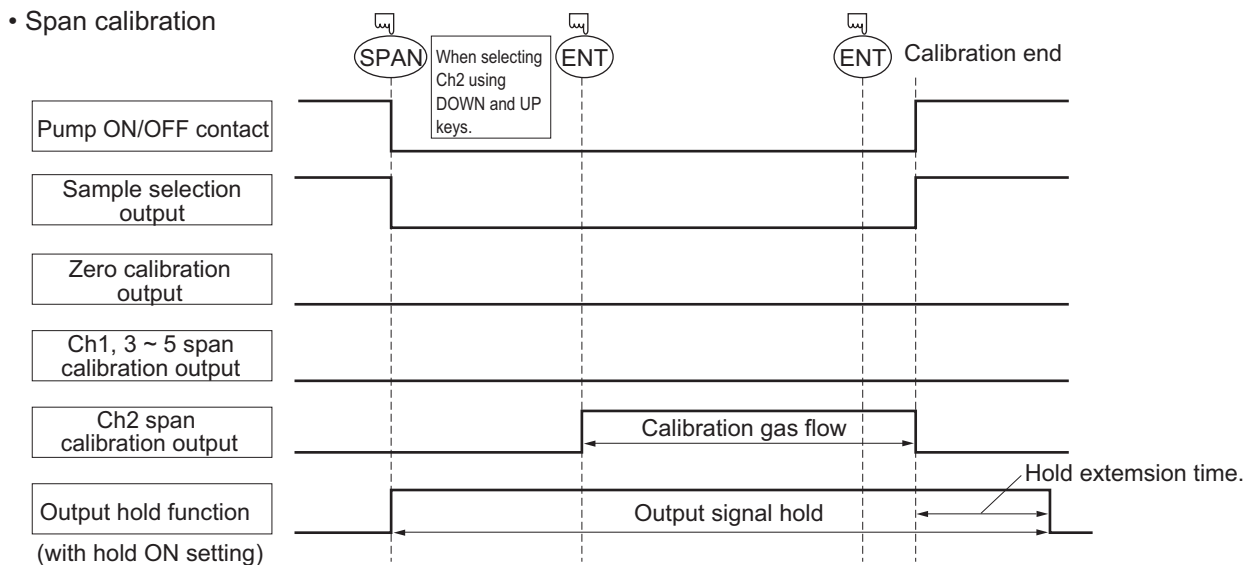 • Span calibration
SPAN
When selecting
Ch2 using
DOWN and UP
keys.
ENT
ENT
Calibration end
Pump ON/OFF contact
Sample selection
output
Zero calibration
output
Ch1, 3 ~ 5 span
calibration output
Ch2 span
calibration output
Calibration gas flow
Hold extemsion time.
Output hold function
Output signal hold
(with hold ON setting)